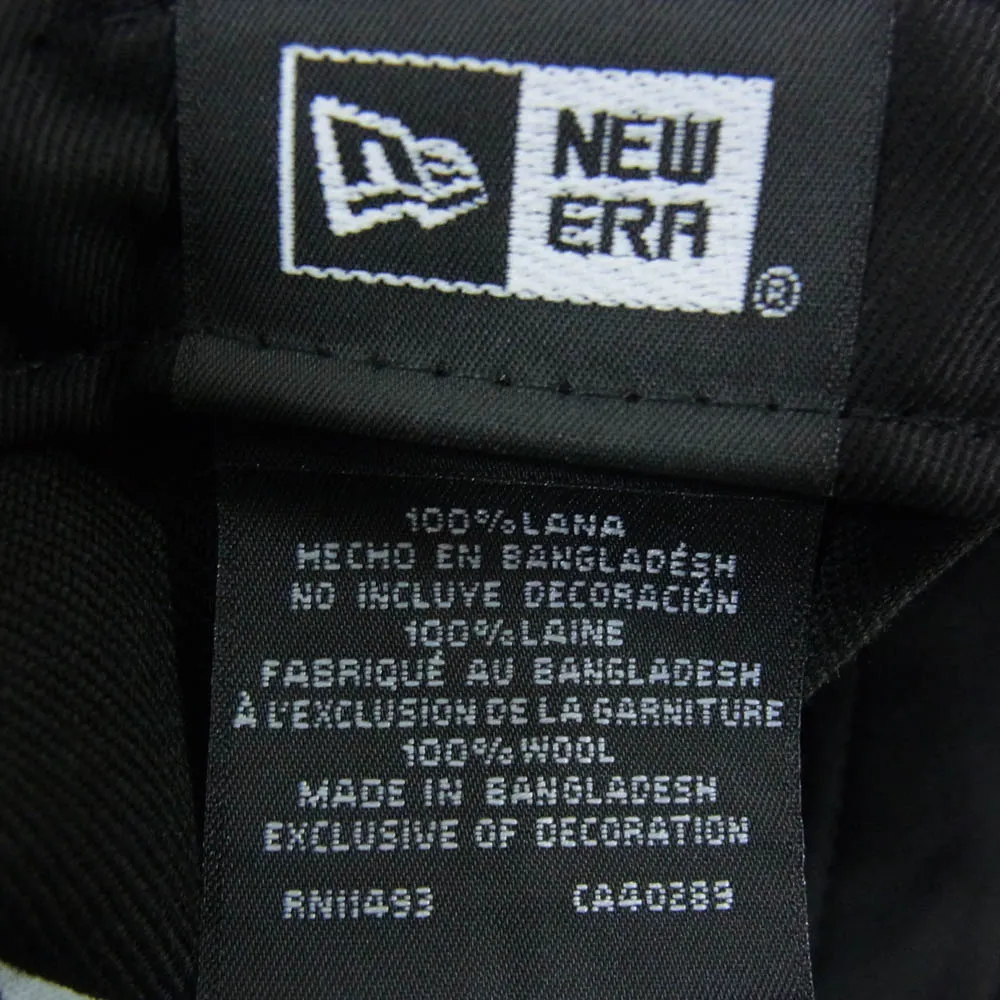 NEW
ERA
®
100% LANA
HECHO EN BANGLADÉSH
NO INCLUYE DECORACIÓN
100% LAINE
FABRIQUÉ AU BANGLADESH
À L'EXCLUSION DE LA GARNITURE
100% WOOL
MADE IN BANGLADESH
EXCLUSIVE OF DECORATION
RN11493 CA40289